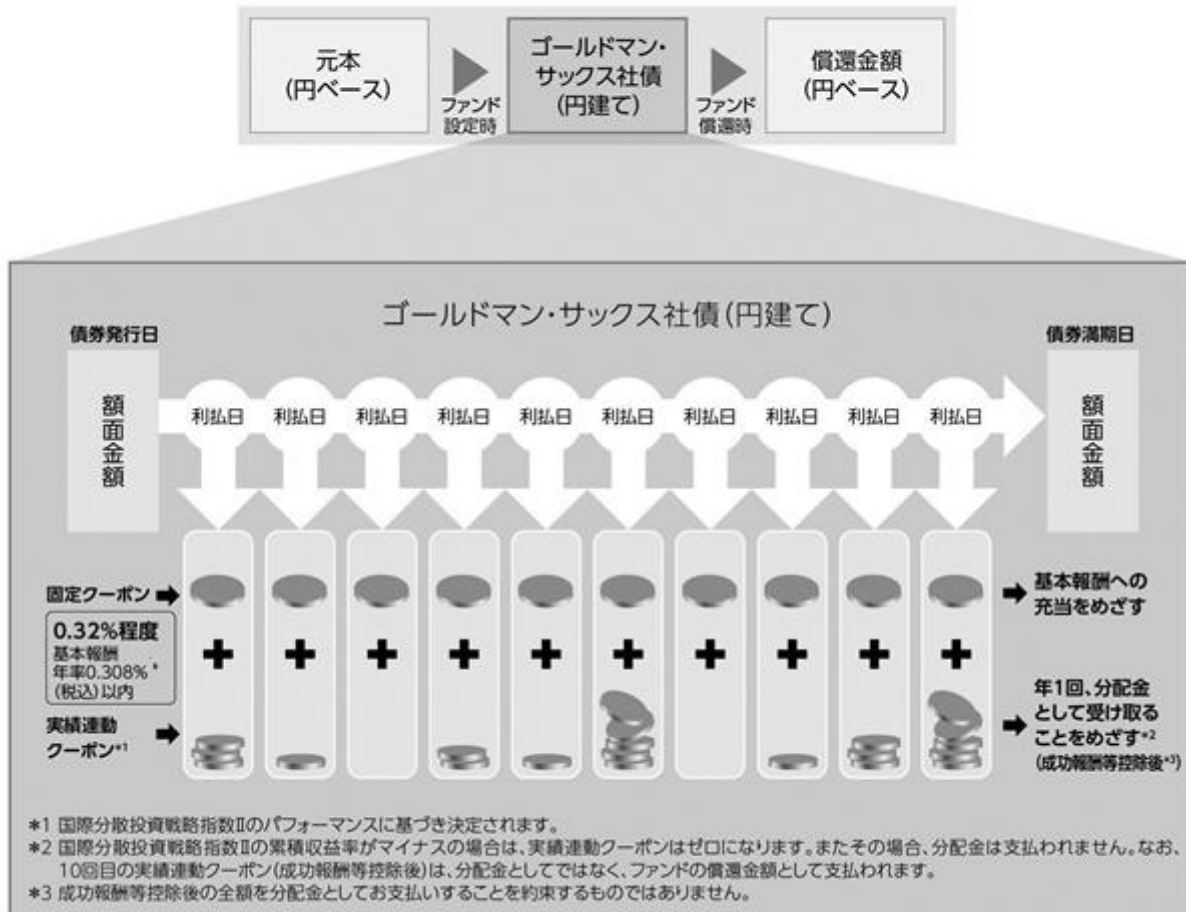 元本
(円ベース)
ファンド
設定時
ゴールドマン・
サックス社債
(円建て)
ファンド
償還時
償還金額
(円ベース)
ゴールドマン・サックス社債(円建て)
債券発行日
債券満期日
額面金額
利払日 利払日 利払日 利払日 利払日 利払日 利払日 利払日 利払日 利払日
額面金額
固定クーポン
0.32%程度
基本報酬
年率0.308%*
(税込)以内
実績連動
クーポン*1
基本報酬への
充当をめざす
年1回、分配金
として受け取る
ことをめざす*2
(成功報酬等控除後*3)
*1 国際分散投資戦略指数Ⅱのパフォーマンスに基づき決定されます。
*2 国際分散投資戦略指数Ⅱの累積収益率がマイナスの場合は、実績連動クーポンはゼロになります。またその場合、分配金は支払われません。なお、
10回目の実績連動クーポン(成功報酬等控除後)は、分配金としてではなく、ファンドの償還金額として支払われます。
*3 成功報酬等控除後の全額を分配金としてお支払いすることを約束するものではありません。